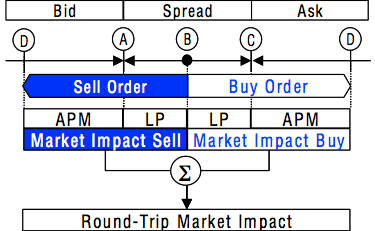 Bid Spread Ask
D A B C D
Sell Order Buy Order
APM LP LP APM
Market Impact Sell Market Impact Buy
Σ
Round-Trip Market Impact